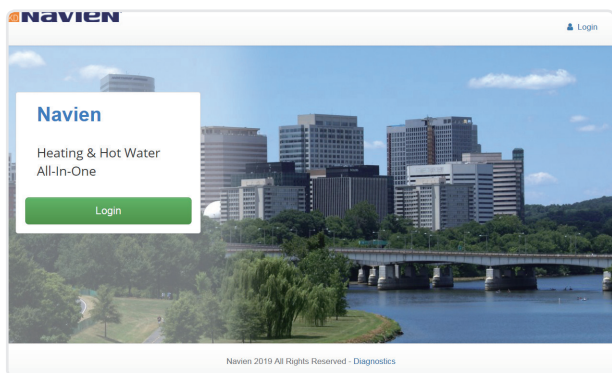 Navien
Login
Navien
Heating & Hot Water
All-In-One
Login
Navien 2019 All Rights Reserved - Diagnostics